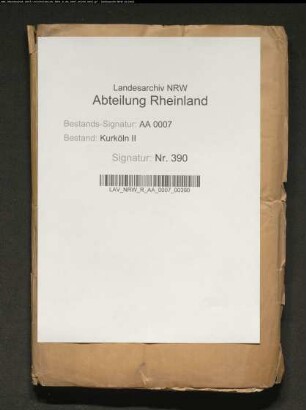 Landesarchiv NRW
Abteilung Rheinland
Bestands-Signatur: AA 0007
Bestand: Kurköln II
Signatur: Nr. 390
LAV_NRW_R_AA_0007_00390